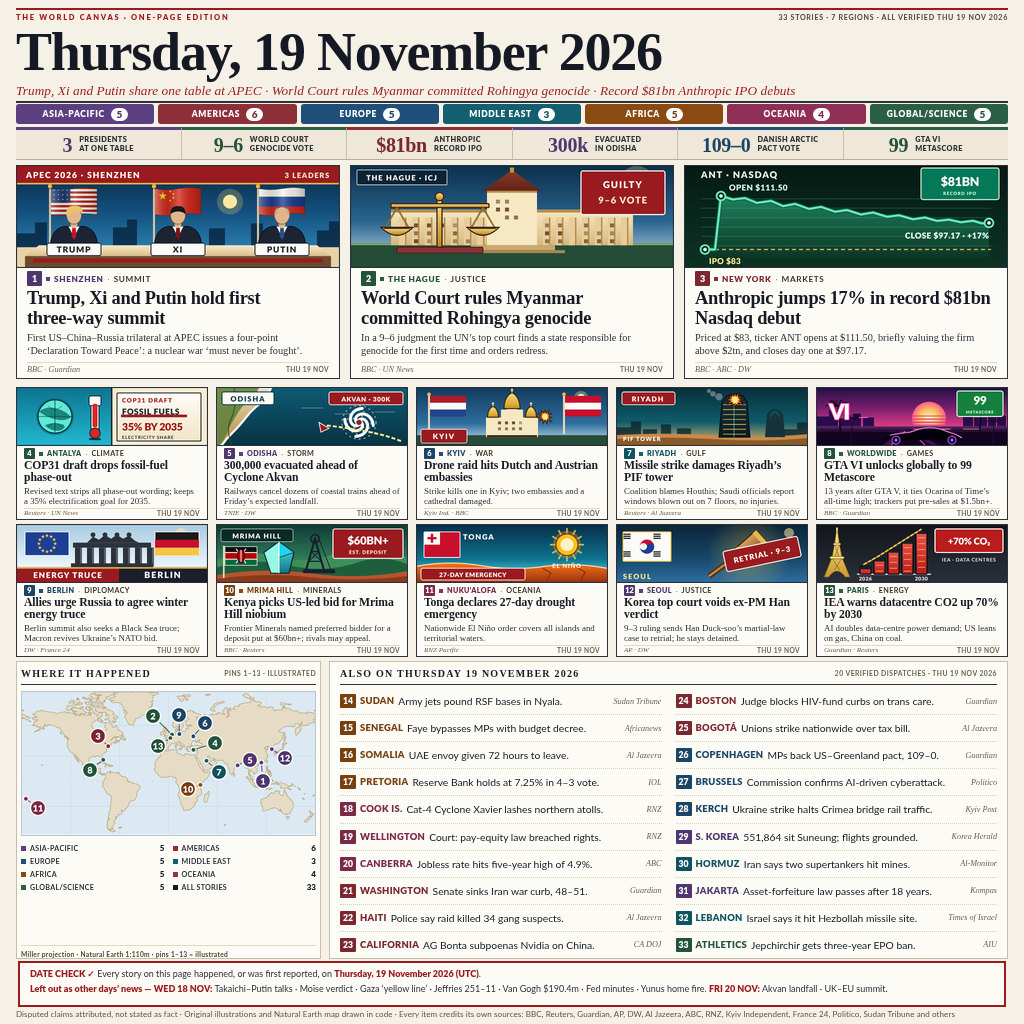 THE WORLD CANVAS · ONE-PAGE EDITION
33 STORIES · 7 REGIONS · ALL VERIFIED THU 19 NOV 2026
Thursday, 19 November 2026
Trump, Xi and Putin share one table at APEC · World Court rules Myanmar committed Rohingya genocide · Record $81bn Anthropic IPO debuts
ASIA-PACIFIC 5
AMERICAS 6
EUROPE 5
MIDDLE EAST 3
AFRICA 5
OCEANIA 4
GLOBAL/SCIENCE 5
3 PRESIDENTS
AT ONE TABLE
9–6 WORLD COURT
GENOCIDE VOTE
$81bn ANTHROPIC
RECORD IPO
300k EVACUATED
IN ODISHA
109–0 DANISH ARCTIC
PACT VOTE
99 GTA VI
METASCORE
APEC 2026 · SHENZHEN
3 LEADERS
TRUMP
XI
PUTIN
1 SHENZHEN · SUMMIT
Trump, Xi and Putin hold first
three-way summit
First US–China–Russia trilateral at APEC issues a four-point
‘Declaration Toward Peace’: a nuclear war ‘must never be fought’.
BBC · Guardian
THU 19 NOV
THE HAGUE · ICJ
GUILTY
9–6 VOTE
2 THE HAGUE · JUSTICE
World Court rules Myanmar
committed Rohingya genocide
In a 9–6 judgment the UN’s top court finds a state responsible for
genocide for the first time and orders redress.
BBC · UN News
THU 19 NOV
ANT · NASDAQ
OPEN $111.50
$81BN
RECORD IPO
CLOSE $97.17 · +17%
IPO $83
3 NEW YORK · MARKETS
Anthropic jumps 17% in record $81bn
Nasdaq debut
Priced at $83, ticker ANT opens at $111.50, briefly valuing the firm
above $2tn, and closes day one at $97.17.
BBC · ABC · DW
THU 19 NOV
COP31 DRAFT
FOSSIL FUELS
35% BY 2035
ELECTRICITY SHARE
4 ANTALYA · CLIMATE
COP31 draft drops fossil-fuel
phase-out
Revised text strips all phase-out wording; keeps
a 35% electrification goal for 2035.
Reuters · UN News
THU 19 NOV
ODISHA
AKVAN · 300K
5 ODISHA · STORM
300,000 evacuated ahead of
Cyclone Akvan
Railways cancel dozens of coastal trains ahead of
Friday’s expected landfall.
TNIE · DW
THU 19 NOV
KYIV
6 KYIV · WAR
Drone raid hits Dutch and Austrian
embassies
Strike kills one in Kyiv; two embassies and a
cathedral damaged.
Kyiv Ind. · BBC
THU 19 NOV
RIYADH
PIF TOWER
7 RIYADH · GULF
Missile strike damages Riyadh’s
PIF tower
Coalition blames Houthis; Saudi officials report
windows blown out on 7 floors, no injuries.
Reuters · Al Jazeera
THU 19 NOV
VI
99
METASCORE
8 WORLDWIDE · GAMES
GTA VI unlocks globally to 99
Metascore
13 years after GTA V, it ties Ocarina of Time’s
all-time high; trackers put pre-sales at $1.5bn+.
BBC · Guardian
THU 19 NOV
ENERGY TRUCE
BERLIN
9 BERLIN · DIPLOMACY
Allies urge Russia to agree winter
energy truce
Berlin summit also seeks a Black Sea truce;
Macron revives Ukraine’s NATO bid.
DW · France 24
THU 19 NOV
MRIMA HILL
$60BN+
EST. DEPOSIT
10 MRIMA HILL · MINERALS
Kenya picks US-led bid for Mrima
Hill niobium
Frontier Minerals named preferred bidder for a
deposit put at $60bn+; rivals may appeal.
BBC · Reuters
THU 19 NOV
TONGA
EL NIÑO
27-DAY EMERGENCY
11 NUKU'ALOFA · OCEANIA
Tonga declares 27-day drought
emergency
Nationwide El Niño order covers all islands and
territorial waters.
RNZ Pacific
THU 19 NOV
RETRIAL · 9–3
SEOUL
12 SEOUL · JUSTICE
Korea top court voids ex-PM Han
verdict
9–3 ruling sends Han Duck-soo’s martial-law
case to retrial; he stays detained.
AP · DW
THU 19 NOV
+70% CO₂
IEA · DATA CENTRES
2026
2030
13 PARIS · ENERGY
IEA warns datacentre CO2 up 70%
by 2030
AI doubles data-centre power demand; US leans
on gas, China on coal.
Guardian · Reuters
THU 19 NOV
WHERE IT HAPPENED
PINS 1–13 · ILLUSTRATED
2
9
6
3
13
4
12
5
8
7
1
10
11
ASIA-PACIFIC 5
AMERICAS 6
EUROPE 5
MIDDLE EAST 3
AFRICA 5
OCEANIA 4
GLOBAL/SCIENCE 5
ALL STORIES 33
Miller projection · Natural Earth 1:110m · pins 1–13 = illustrated
ALSO ON THURSDAY 19 NOVEMBER 2026
20 VERIFIED DISPATCHES · THU 19 NOV 2026
14 SUDAN Army jets pound RSF bases in Nyala. Sudan Tribune
15 SENEGAL Faye bypasses MPs with budget decree. Africanews
16 SOMALIA UAE envoy given 72 hours to leave. Al Jazeera
17 PRETORIA Reserve Bank holds at 7.25% in 4–3 vote. IOL
18 COOK IS. Cat-4 Cyclone Xavier lashes northern atolls. RNZ
19 WELLINGTON Court: pay-equity law breached rights. RNZ
20 CANBERRA Jobless rate hits five-year high of 4.9%. ABC
21 WASHINGTON Senate sinks Iran war curb, 48–51. Guardian
22 HAITI Police say raid killed 34 gang suspects. Al Jazeera
23 CALIFORNIA AG Bonta subpoenas Nvidia on China. CA DOJ
24 BOSTON Judge blocks HIV-fund curbs on trans care. Guardian
25 BOGOTÁ Unions strike nationwide over tax bill. Al Jazeera
26 COPENHAGEN MPs back US–Greenland pact, 109–0. Guardian
27 BRUSSELS Commission confirms AI-driven cyberattack. Politico
28 KERCH Ukraine strike halts Crimea bridge rail traffic. Kyiv Post
29 S. KOREA 551,864 sit Suneung; flights grounded. Korea Herald
30 HORMUZ Iran says two supertankers hit mines. Al-Monitor
31 JAKARTA Asset-forfeiture law passes after 18 years. Kompas
32 LEBANON Israel says it hit Hezbollah missile site. Times of Israel
33 ATHLETICS Jepchirchir gets three-year EPO ban. AIU
DATE CHECK ✓ Every story on this page happened, or was first reported, on Thursday, 19 November 2026 (UTC).
Left out as other days' news — WED 18 NOV: Takaichi–Putin talks · Moïse verdict · Gaza ‘yellow line’ · Jeffries 251–11 · Van Gogh $190.4m · Fed minutes · Yunus home fire. FRI 20 NOV: Akvan landfall · UK–EU summit.
Disputed claims attributed, not stated as fact · Original illustrations and Natural Earth map drawn in code · Every item credits its own sources: BBC, Reuters, Guardian, AP, DW, Al Jazeera, ABC, RNZ, Kyiv Independent, France 24, Politico, Sudan Tribune and others